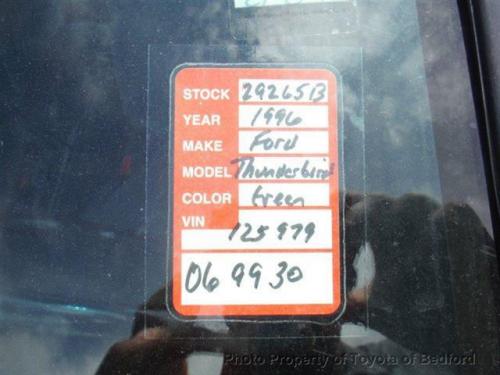 STOCK 29265B
YEAR 1996
MAKE Ford
MODEL Thunderbird
COLOR Green
VIN
125979
069930
Photo Property of Toyota of Bedford